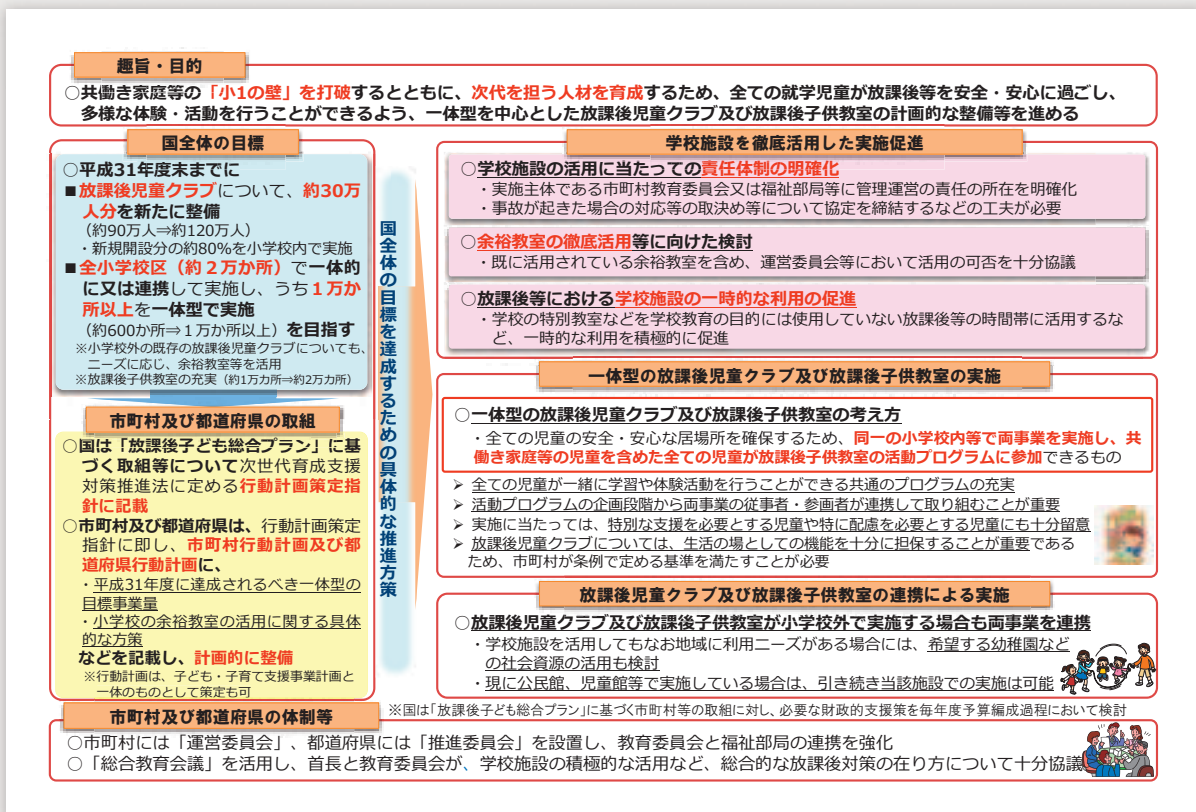 趣旨・目的
○共働き家庭等の「小1の壁」を打破するとともに、次代を担う人材を育成するため、全ての就学児童が放課後等を安全・安心に過ごし、
多様な体験・活動を行うことができるよう、一体型を中心とした放課後児童クラブ及び放課後子供教室の計画的な整備等を進める
国全体の目標
○平成31年度末までに
■放課後児童クラブについて、約30万
人分を新たに整備
（約90万人⇒約120万人）
・新規開設分の約80%を小学校内で実施
■全小学校区（約２万か所）で一体的
に又は連携して実施し、うち１万か
所以上を一体型で実施
（約600か所⇒１万か所以上）を目指す
※小学校外の既存の放課後児童クラブについても、
ニーズに応じ、余裕教室等を活用
※放課後子供教室の充実（約1万カ所⇒約2万カ所）
市町村及び都道府県の取組
○国は「放課後子ども総合プラン」に基
づく取組等について次世代育成支援
対策推進法に定める行動計画策定指
針に記載
○市町村及び都道府県は、行動計画策定
指針に即し、市町村行動計画及び都
道府県行動計画に、
・平成31年度に達成されるべき一体型の
目標事業量
・小学校の余裕教室の活用に関する具体
的な方策
などを記載し、計画的に整備
※行動計画は、子ども・子育て支援事業計画と
一体のものとして策定も可
国全体の目標を達成するための具体的な推進方策
学校施設を徹底活用した実施促進
○学校施設の活用に当たっての責任体制の明確化
・実施主体である市町村教育委員会又は福祉部局等に管理運営の責任の所在を明確化
・事故が起きた場合の対応等の取決め等について協定を締結するなどの工夫が必要
○余裕教室の徹底活用等に向けた検討
・既に活用されている余裕教室を含め、運営委員会等において活用の可否を十分協議
○放課後等における学校施設の一時的な利用の促進
・学校の特別教室などを学校教育の目的には使用していない放課後等の時間帯に活用するな
ど、一時的な利用を積極的に促進
一体型の放課後児童クラブ及び放課後子供教室の実施
○一体型の放課後児童クラブ及び放課後子供教室の考え方
・全ての児童の安全・安心な居場所を確保するため、同一の小学校内等で両事業を実施し、共
働き家庭等の児童を含めた全ての児童が放課後子供教室の活動プログラムに参加できるもの
➢ 全ての児童が一緒に学習や体験活動を行うことができる共通のプログラムの充実
➢ 活動プログラムの企画段階から両事業の従事者・参画者が連携して取り組むことが重要
➢ 実施に当たっては、特別な支援を必要とする児童や特に配慮を必要とする児童にも十分留意
➢ 放課後児童クラブについては、生活の場としての機能を十分に担保することが重要である
ため、市町村が条例で定める基準を満たすことが必要
放課後児童クラブ及び放課後子供教室の連携による実施
○放課後児童クラブ及び放課後子供教室が小学校外で実施する場合も両事業を連携
・学校施設を活用してもなお地域に利用ニーズがある場合には、希望する幼稚園など
の社会資源の活用も検討
・現に公民館、児童館等で実施している場合は、引き続き当該施設での実施は可能
※国は「放課後子ども総合プラン」に基づく市町村等の取組に対し、必要な財政的支援策を毎年度予算編成過程において検討
市町村及び都道府県の体制等
○市町村には「運営委員会」、都道府県には「推進委員会」を設置し、教育委員会と福祉部局の連携を強化
○「総合教育会議」を活用し、首長と教育委員会が、学校施設の積極的な活用など、総合的な放課後対策の在り方について十分協議